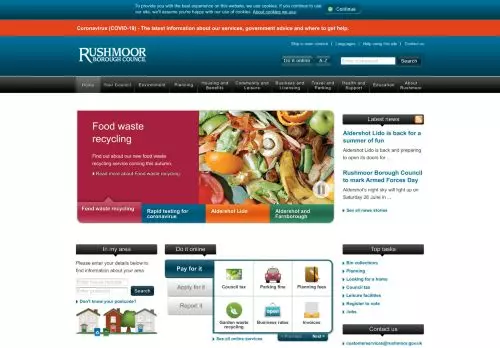 To provide you with the best experience on this website, we use cookies. If you continue to use
our site, we'll assume you're happy with our use of cookies. About cookies we use.
Continue
Coronavirus (COVID-19) - The latest information about our services, government advice and where to get help.
Skip to main content | Languages | Help using this site | Contact us
RUSHMOOR
BOROUGH COUNCIL
Do it online
A-Z
Search
Home
Your Council
Environment
Planning
Housing and
Benefits
Community and
Leisure
Business and
Licensing
Travel and
Parking
Health and
Support
Education
About
Rushmoor
Food waste
recycling
Find out about our new food waste
recycling service coming this autumn.
Read more about Food waste recycling
Food waste recycling
Rapid testing for
coronavirus
Aldershot Lido
Aldershot and
Farnborough
Latest news
Aldershot Lido is back for a
summer of fun
Aldershot Lido is back and preparing
to open its doors for ...
Rushmoor Borough Council
to mark Armed Forces Day
Aldershot's night sky will light up on
Saturday 26 June in ...
See all news stories
In my area
Please enter your details below to
find information about your area
Search
Don't know your postcode?
Do it online
Pay for it
Apply for it
Report it
Council tax
Parking fine
Planning fees
Garden waste
recycling
open
Business rates
Invoices
See all online services
Previous
Next
Top tasks
Bin collections
Planning
Looking for a home
Council tax
Leisure facilities
Register to vote
Jobs
Contact us
customerservices@rushmoor.gov.uk